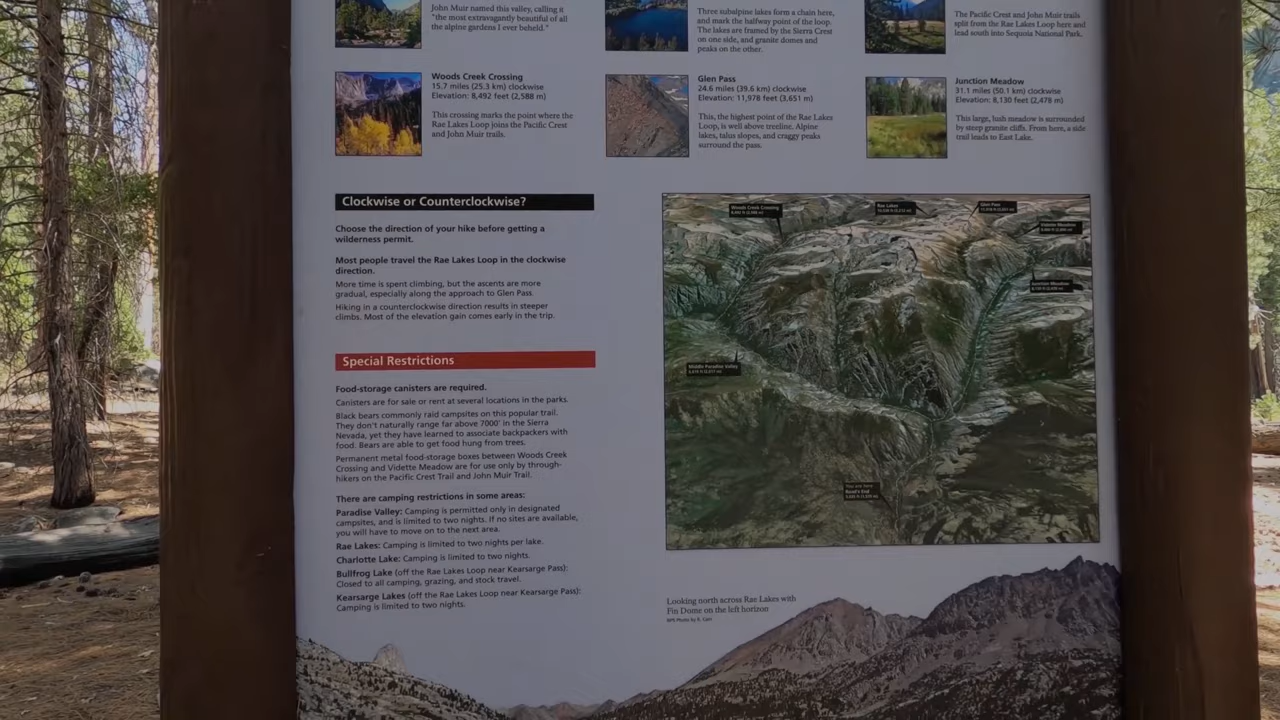 John Muir named this valley, calling it
"the most extravagantly beautiful of all
the alpine gardens I ever beheld."
Three subalpine lakes form a chain here,
and mark the halfway point of the loop.
The lakes are framed by the Sierra Crest
on one side, and granite domes and
peaks on the other.
The Pacific Crest and John Muir trails
split from the Rae Lakes Loop here and
lead south into Sequoia National Park.
Woods Creek Crossing
15.7 miles (25.3 km) clockwise
Elevation: 8,492 feet (2,588 m)
This crossing marks the point where the
Rae Lakes Loop joins the Pacific Crest
and John Muir trails.
Glen Pass
24.6 miles (39.6 km) clockwise
Elevation: 11,978 feet (3,651 m)
This, the highest point of the Rae Lakes
Loop, is well above treeline. Alpine
lakes, talus slopes, and craggy peaks
surround the pass.
Junction Meadow
31.1 miles (50.1 km) clockwise
Elevation: 8,130 feet (2,478 m)
This large, lush meadow is surrounded
by steep granite cliffs. From here, a side
trail leads to East Lake.
Clockwise or Counterclockwise?
Choose the direction of your hike before getting a
wilderness permit.
Most people travel the Rae Lakes Loop in the clockwise
direction.
More time is spent climbing, but the ascents are more
gradual, especially along the approach to Glen Pass.
Hiking in a counterclockwise direction results in steeper
climbs. Most of the elevation gain comes early in the trip.
Special Restrictions
Food-storage canisters are required.
Canisters are for sale or rent at several locations in the parks.
Black bears commonly raid campsites on this popular trail.
They don't naturally range far above 7000' in the Sierra
Nevada, yet they have learned to associate backpackers with
food. Bears are able to get food hung from trees.
Permanent metal food-storage boxes between Woods Creek
Crossing and Vidette Meadow are for use only by through-
hikers on the Pacific Crest Trail and John Muir Trail.
There are camping restrictions in some areas:
Paradise Valley: Camping is permitted only in designated
campsites, and is limited to two nights. If no sites are available,
you will have to move on to the next area.
Rae Lakes: Camping is limited to two nights per lake.
Charlotte Lake: Camping is limited to two nights.
Bullfrog Lake (off the Rae Lakes Loop near Kearsarge Pass):
Closed to all camping, grazing, and stock travel.
Kearsarge Lakes (off the Rae Lakes Loop near Kearsarge Pass):
Camping is limited to two nights.
Woods Creek Crossing
Rae Lakes
Glen Pass
Vidette Meadow
Junction Meadow
Middle Paradise Valley
You are here
Road's End
Looking north across Rae Lakes with
Fin Dome on the left horizon
NPS Photo by